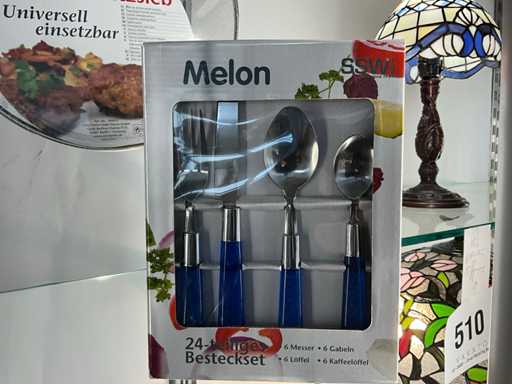 Universell
einsetzbar
Melon
SSW
24-teiliges
Besteckset
• 6 Messer • 6 Gabeln
• 6 Löffel • 6 Kaffeelöffel
510